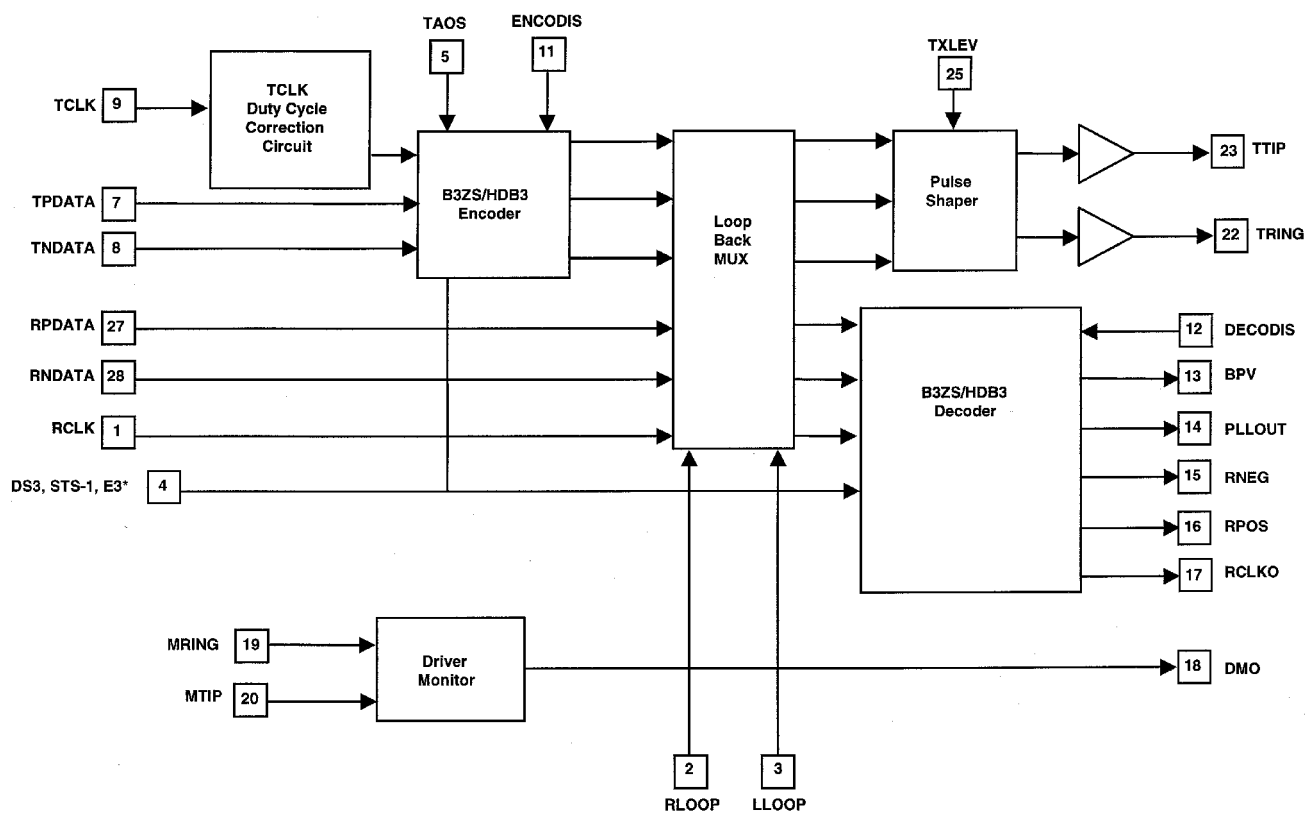 TAOS
5
ENCODIS
11
TXLEV
25
TCLK 9
TCLK
Duty Cycle
Correction
Circuit
TPDATA 7
TNDATA 8
B3ZS/HDB3
Encoder
Loop
Back
MUX
Pulse
Shaper
23 TTIP
22 TRING
RPDATA 27
RNDATA 28
RCLK 1
DS3, STS-1, E3* 4
B3ZS/HDB3
Decoder
12 DECODIS
13 BPV
14 PLLOUT
15 RNEG
16 RPOS
17 RCLKO
MRING 19
MTIP 20
Driver
Monitor
18 DMO
2
RLOOP
3
LLOOP